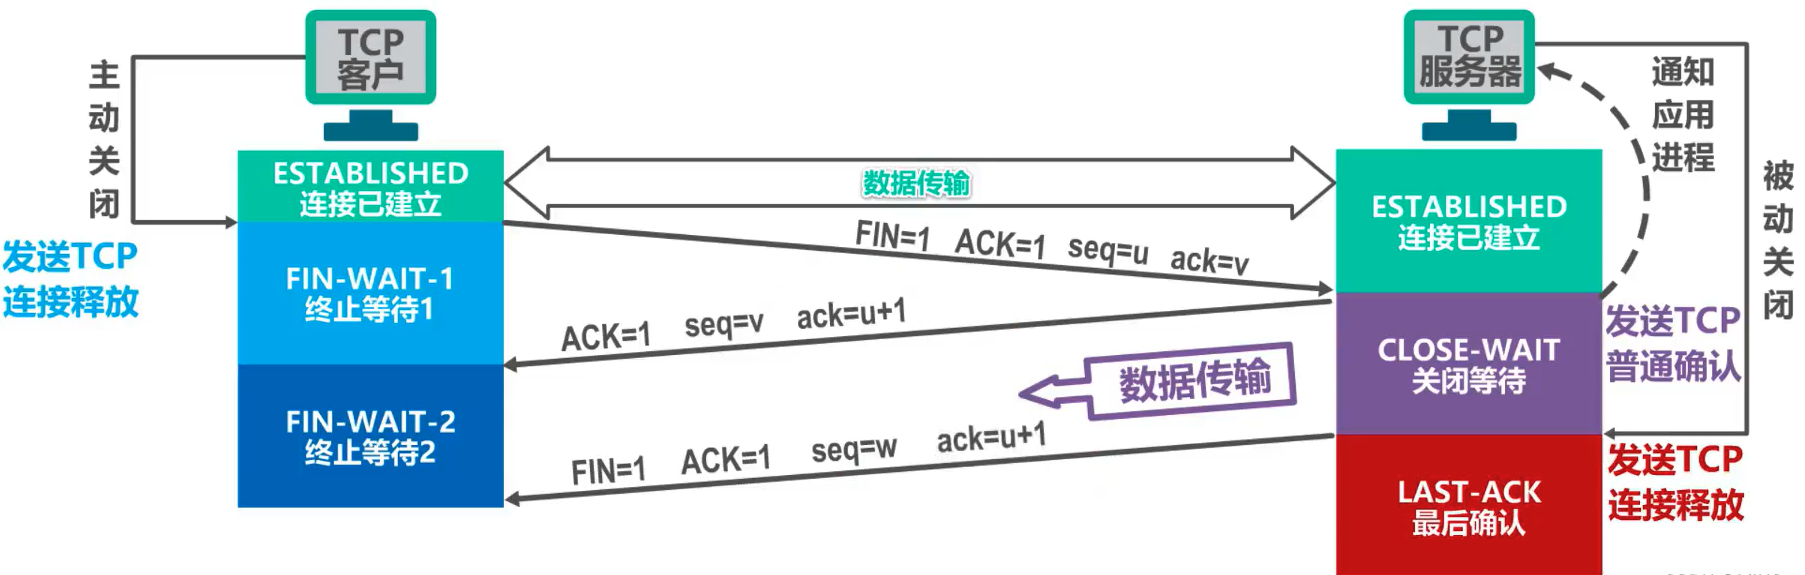 TCP
客户
TCP
服务器
主动关闭
通知
应用
进程
被动关闭
ESTABLISHED
连接已建立
数据传输
ESTABLISHED
连接已建立
发送TCP
连接释放
FIN=1 ACK=1 seq=u ack=v
FIN-WAIT-1
终止等待1
ACK=1 seq=v ack=u+1
发送TCP
普通确认
CLOSE-WAIT
关闭等待
数据传输
FIN-WAIT-2
终止等待2
FIN=1 ACK=1 seq=w ack=u+1
发送TCP
连接释放
LAST-ACK
最后确认